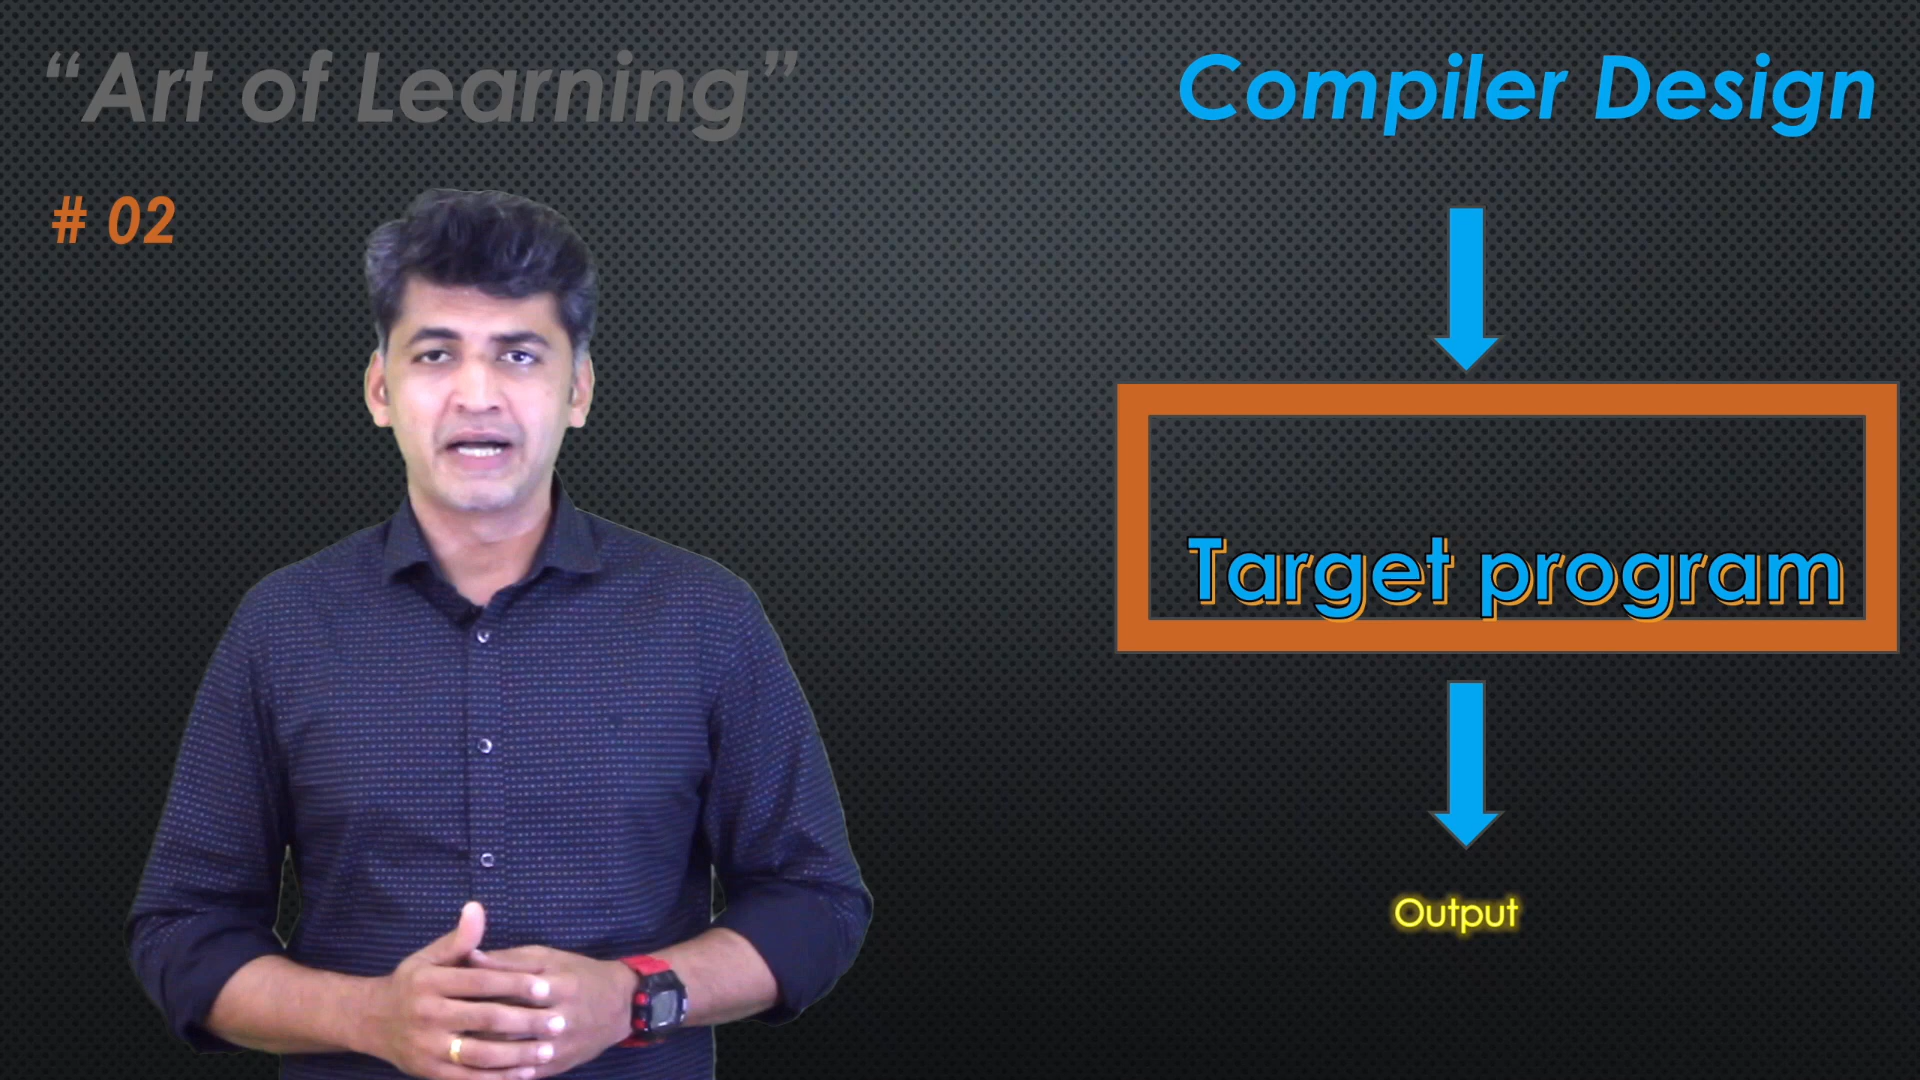 “Art of Learning”
Compiler Design
# 02
Target program
Output